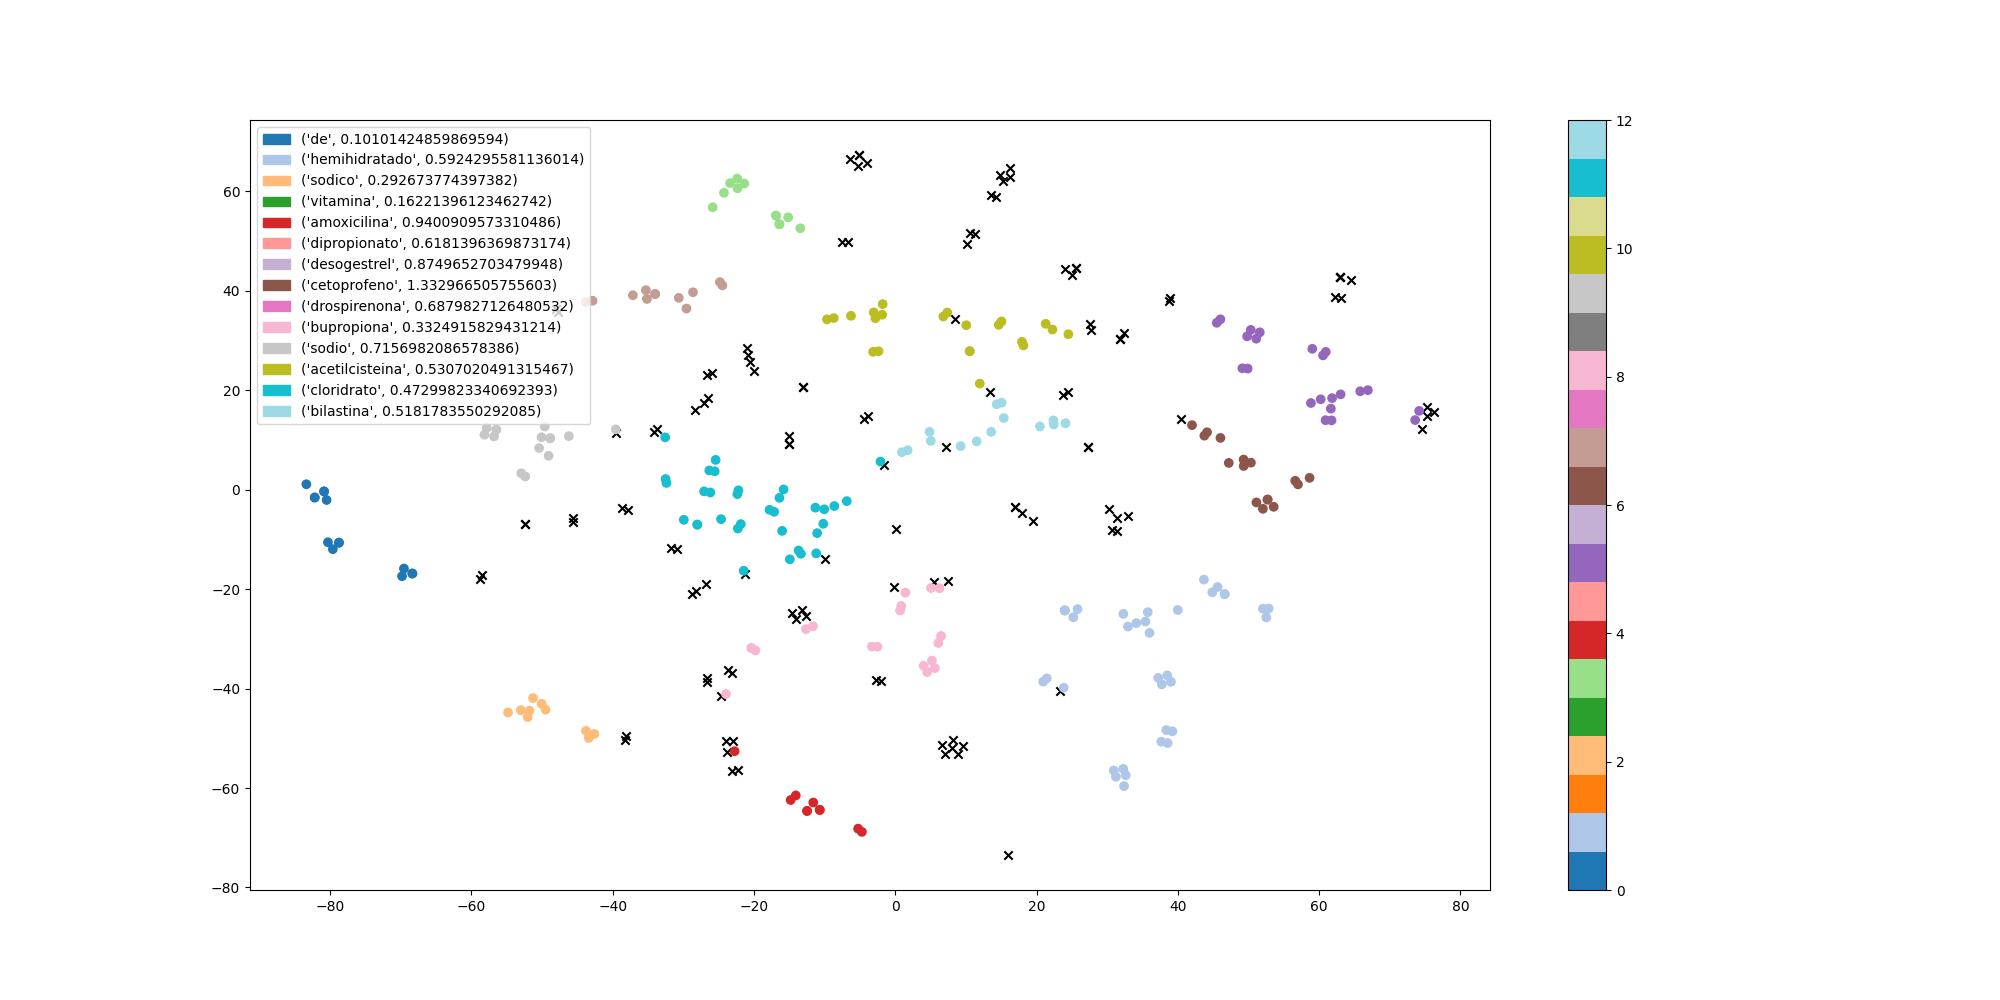 ('de', 0.10101424859869594)
('hemihidratado', 0.5924295581136014)
('sodico', 0.292673774397382)
('vitamina', 0.16221396123462742)
('amoxicilina', 0.9400909573310486)
('dipropionato', 0.6181396369873174)
('desogestrel', 0.8749652703479948)
('cetoprofeno', 1.332966505755603)
('drospirenona', 0.6879827126480532)
('bupropiona', 0.3324915829431214)
('sodio', 0.7156982086578386)
('acetilcisteina', 0.5307020491315467)
('cloridrato', 0.47299823340692393)
('bilastina', 0.5181783550292085)
60
40
20
0
−20
−40
−60
−80
−80 −60 −40 −20 0 20 40 60 80
12
10
8
6
4
2
0